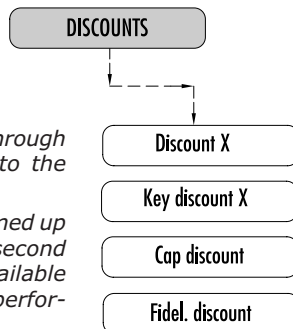 DISCOUNTS
hrough
to the
Discount X
Key discount X
ned up
second
Cap discount
ailable
perfor-
Fidel. discount